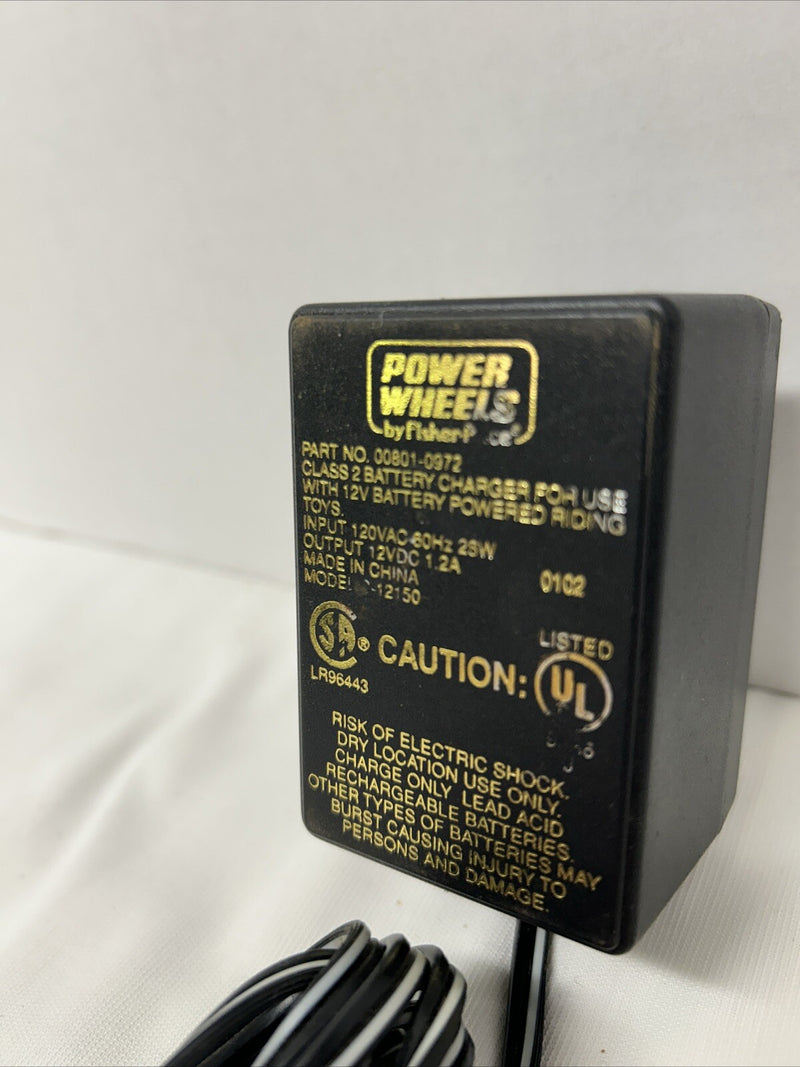 POWER
WHEELS
by Fisher-
PART NO. 00801-0972
CLASS 2 BATTERY CHARGER FOR USE
WITH 12V BATTERY POWERED RIDING
TOYS.
INPUT 120VAC 60Hz
OUTPUT 12VDC 1.2A
MADE IN CHINA
0102
LR96443
CAUTION:
LISTED
UL
RISK OF ELECTRIC SHOCK.
DRY LOCATION USE ONLY.
CHARGE ONLY LEAD ACID
RECHARGEABLE BATTERIES.
OTHER TYPES OF BATTERIES MAY
BURST CAUSING INJURY TO
PERSONS AND DAMAGE.